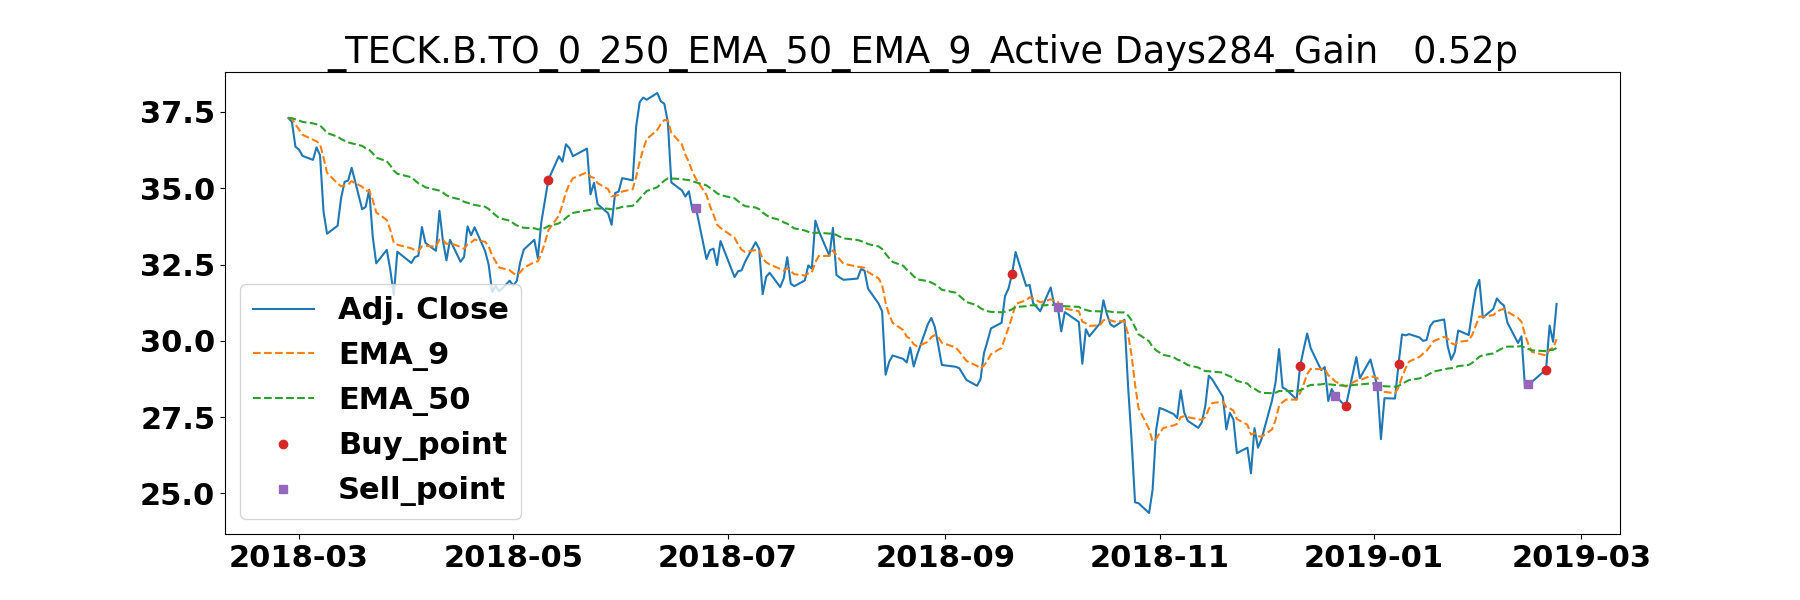 _TECK.B.TO_0_250_EMA_50_EMA_9_Active Days284_Gain   0.52p
37.5
35.0
32.5
30.0
27.5
25.0
Adj. Close
EMA_9
EMA_50
Buy_point
Sell_point
2018-03 2018-05 2018-07 2018-09 2018-11 2019-01 2019-03